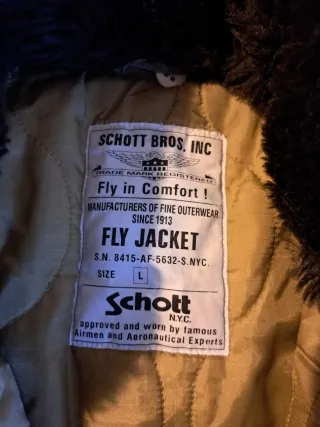 SCHOTT BROS. INC
TRADE MARK REGISTERED
Fly in Comfort !
MANUFACTURERS OF FINE OUTERWEAR
SINCE 1913
FLY JACKET
S.N. 8415-AF-5632-S.NYC.
SIZE L
Schott
N.Y.C.
approved and worn by famous
Airmen and Aeronautical Experts